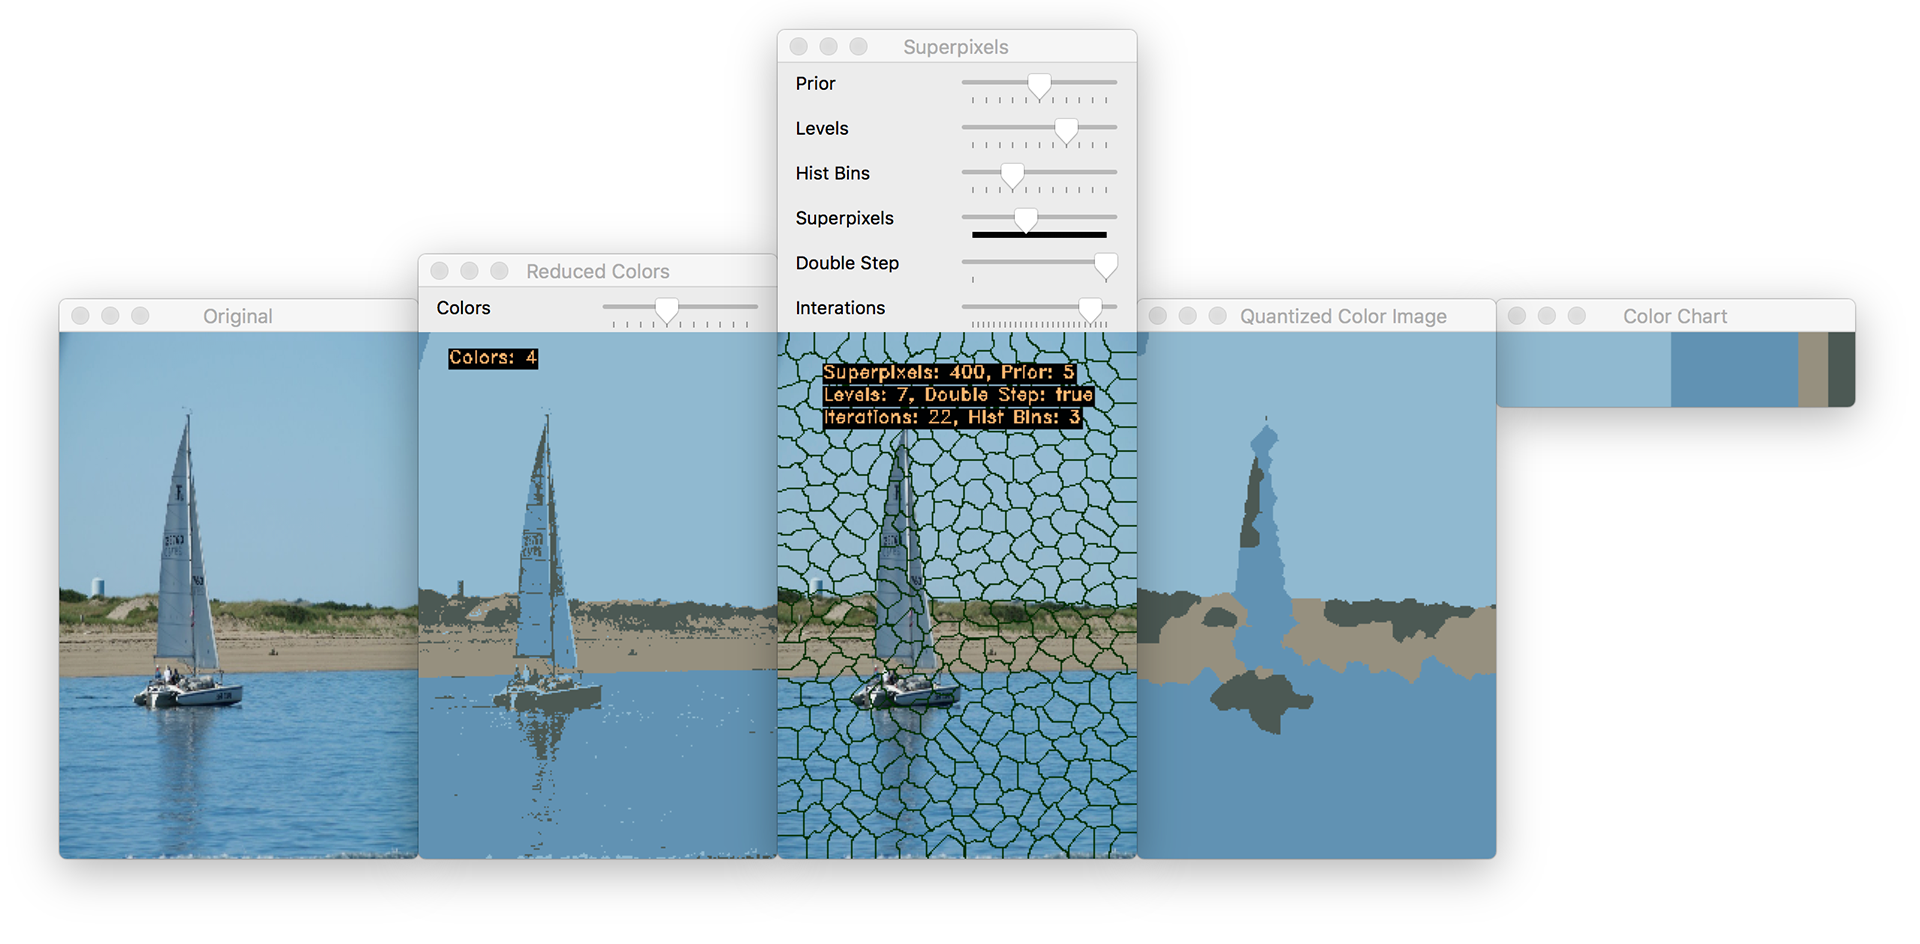 Superpixels
Prior
Levels
Hist Bins
Superpixels
Double Step
Interations
Reduced Colors
Colors
Original
Quantized Color Image
Color Chart
Colors: 4
Superpixels: 400, Prior: 5
Levels: 7, Double Step: true
Iterations: 22, Hist Bins: 3